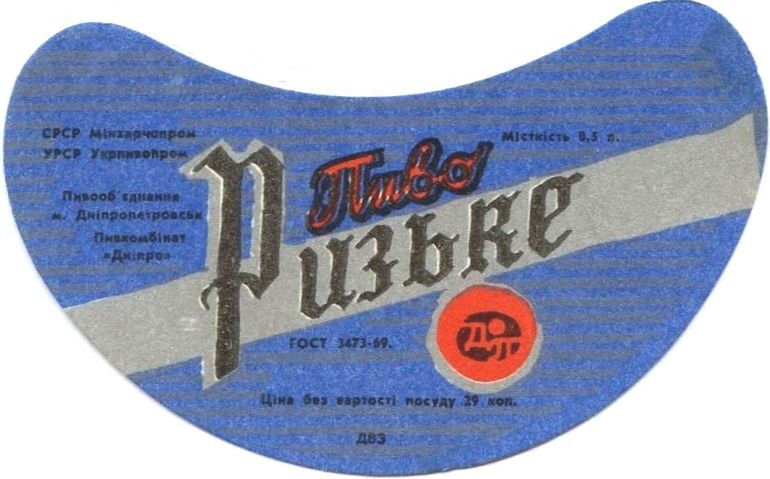 СРСР Мінхарчопром
УРСР Укрпивопром
Пивооб'єднання
м. Дніпропетровськ
Пивкомбінат
«Дніпро»
Місткість 0,5 л.
Пиво
Ризьке
ГОСТ 3473-69.
Ціна без вартості посуду 29 коп.
ДВЗ